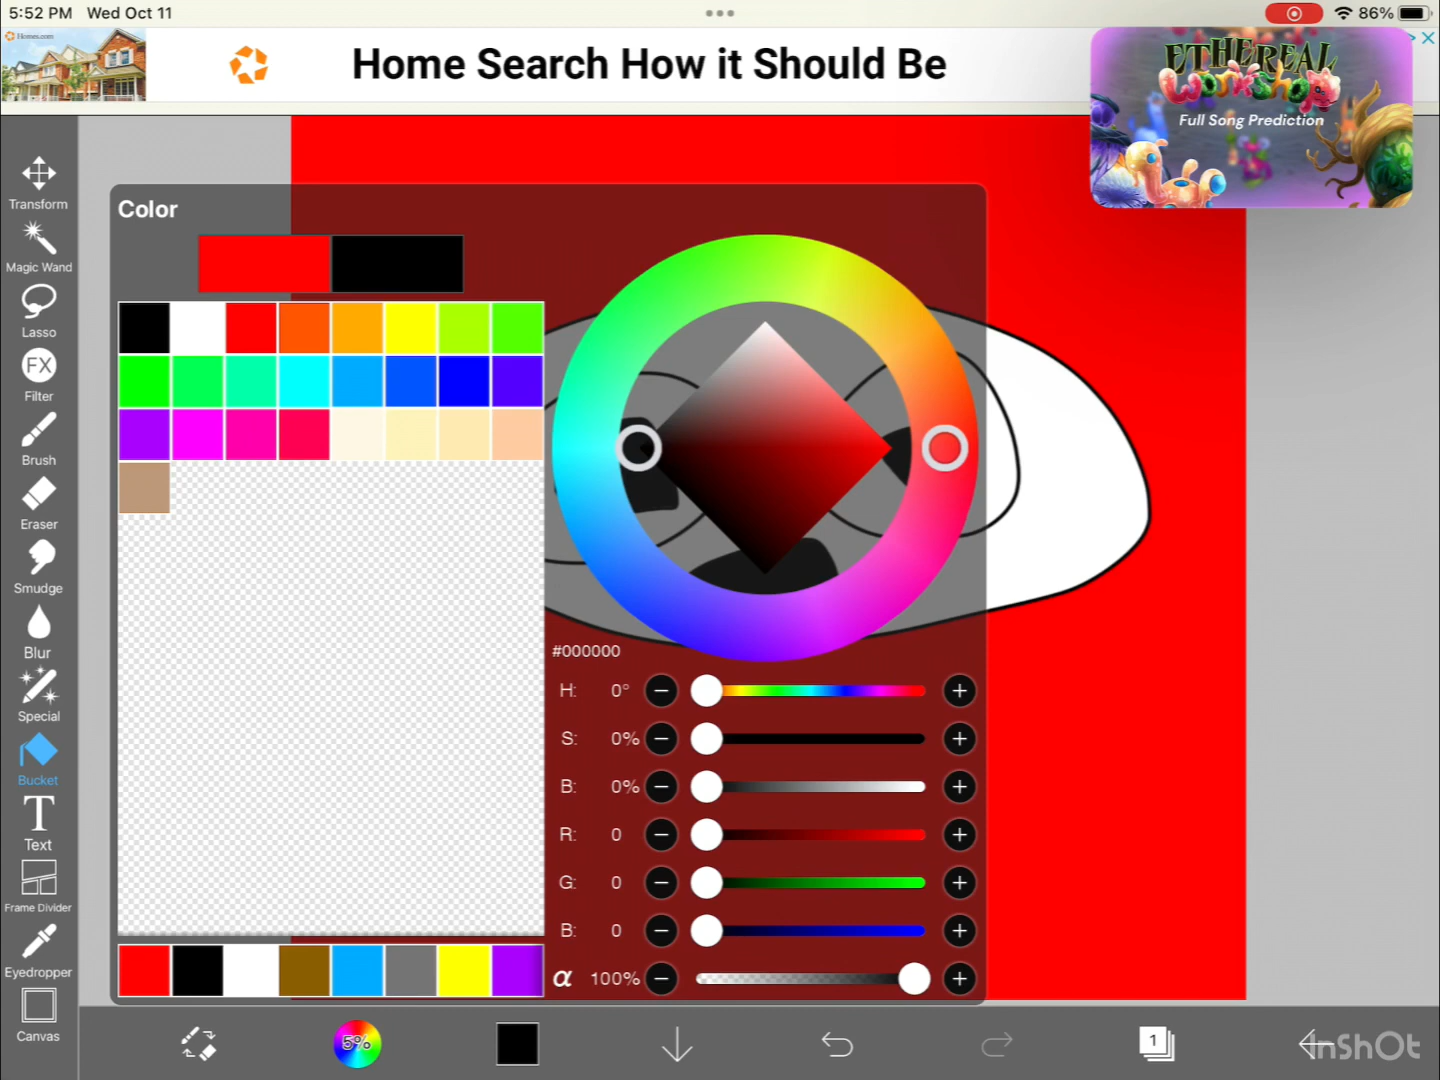 5:52 PM Wed Oct 11
86%
Homes.com
Home Search How it Should Be
ETHEREAL
Workshop
Full Song Prediction
Transform
Magic Wand
Lasso
FX
Filter
Brush
Eraser
Smudge
Blur
Special
Bucket
T
Text
Frame Divider
Eyedropper
Canvas
Color
#000000
H: 0°
S: 0%
B: 0%
R: 0
G: 0
B: 0
α 100%
5%
1
InShOt